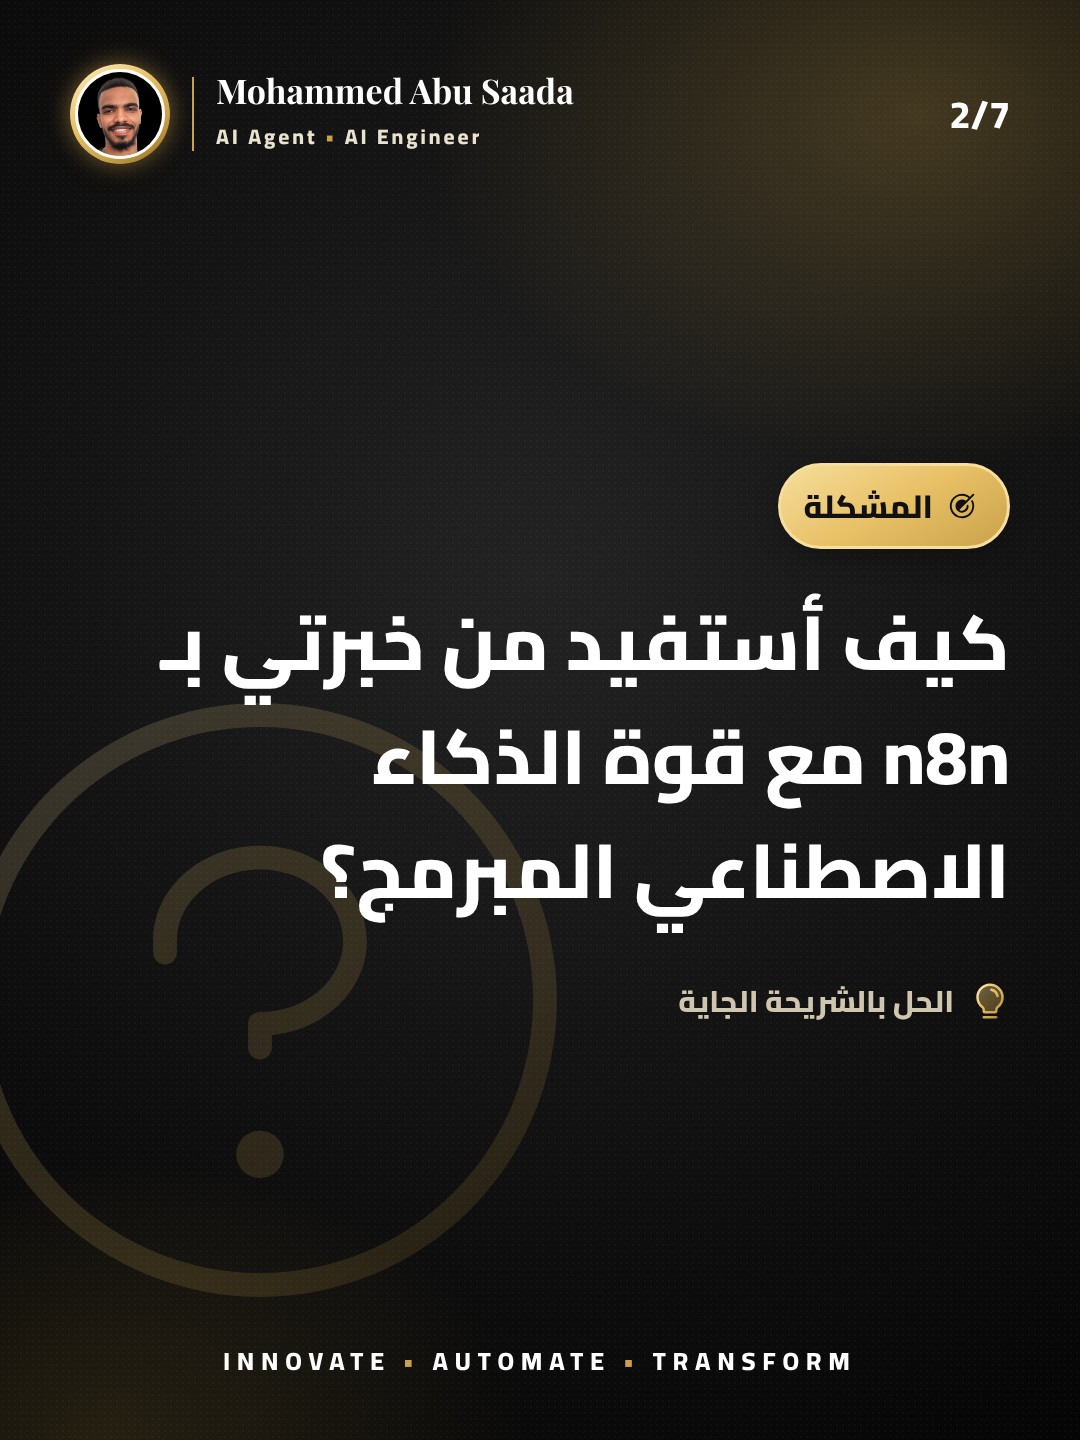 Mohammed Abu Saada
AI Agent ▪ AI Engineer
2/7
المشكلة
كيف أستفيد من خبرتي بـ
n8n مع قوة الذكاء
الاصطناعي المبرمج؟
الحل بالشريحة الجاية
INNOVATE ▪ AUTOMATE ▪ TRANSFORM